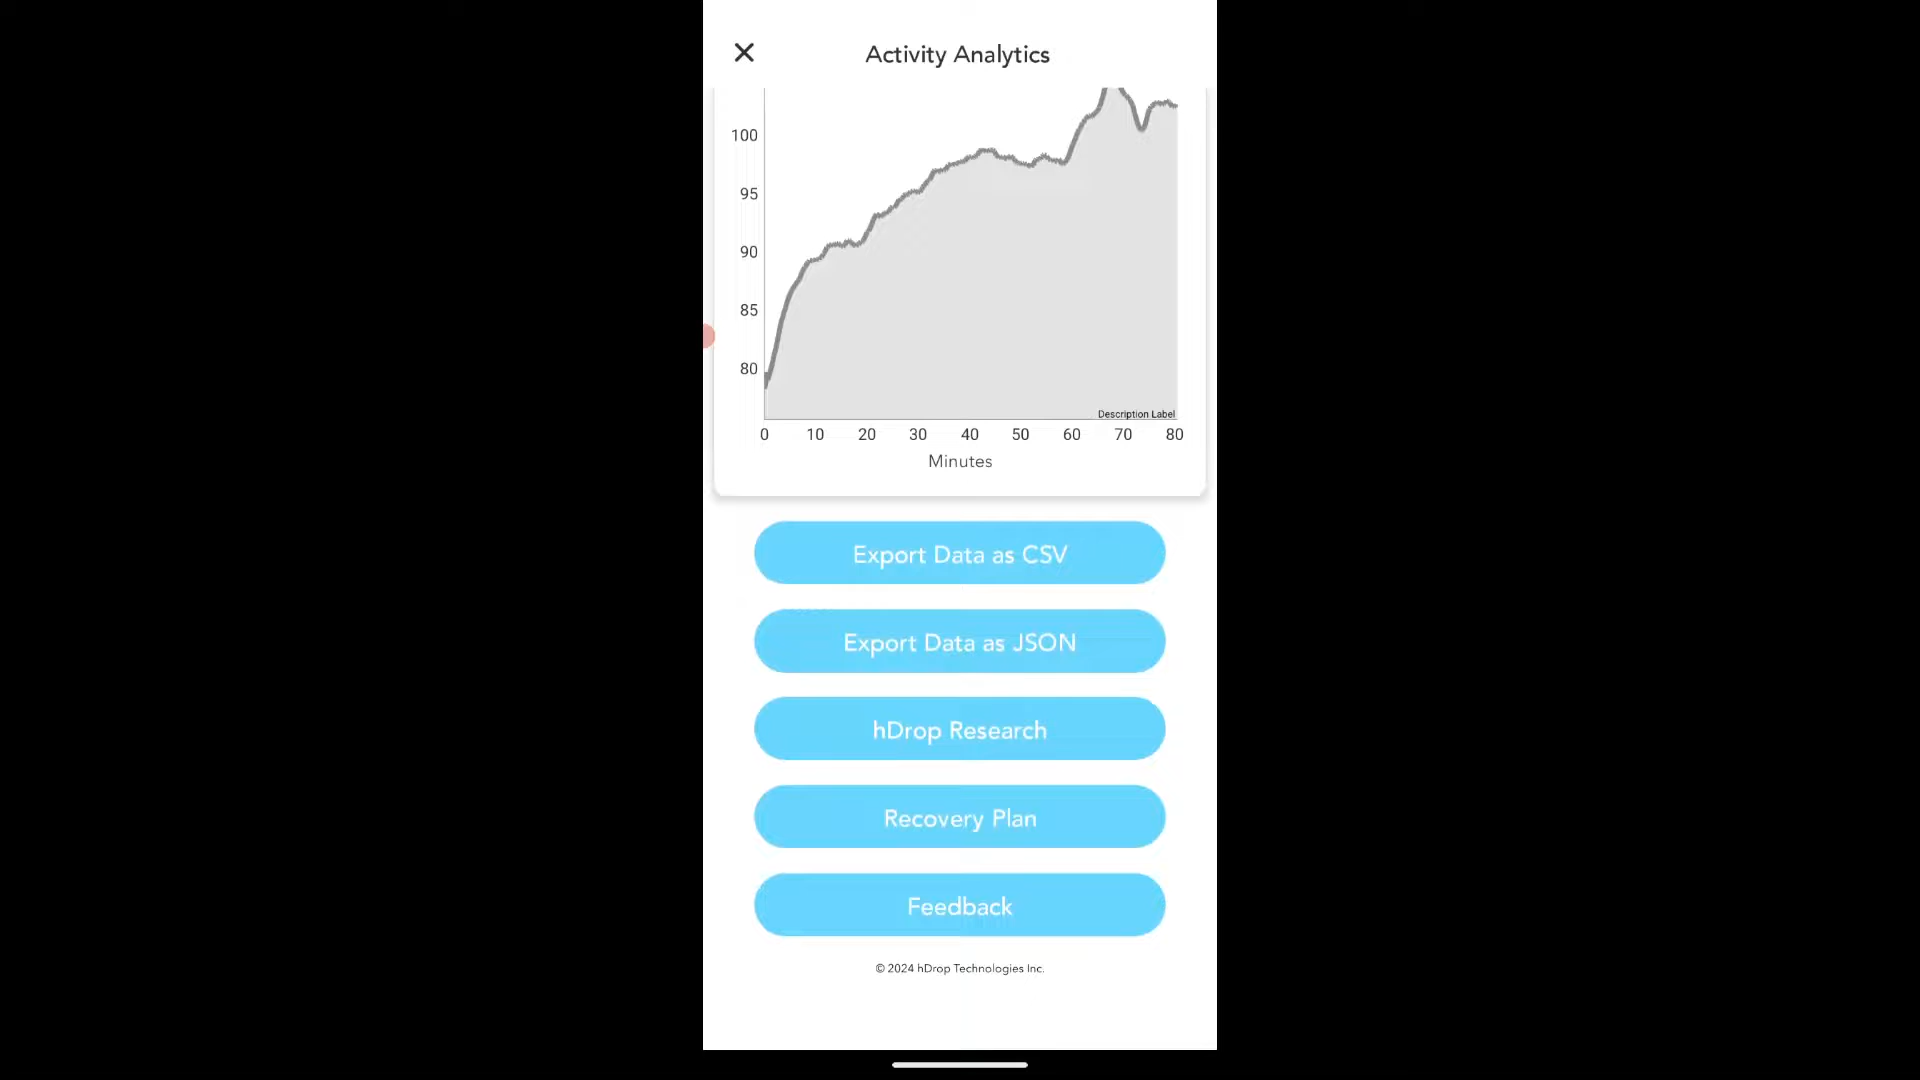 Activity Analytics
100
95
90
85
80
Description Label
0 10 20 30 40 50 60 70 80
Minutes
Export Data as CSV
Export Data as JSON
hDrop Research
Recovery Plan
Feedback
© 2024 hDrop Technologies Inc.